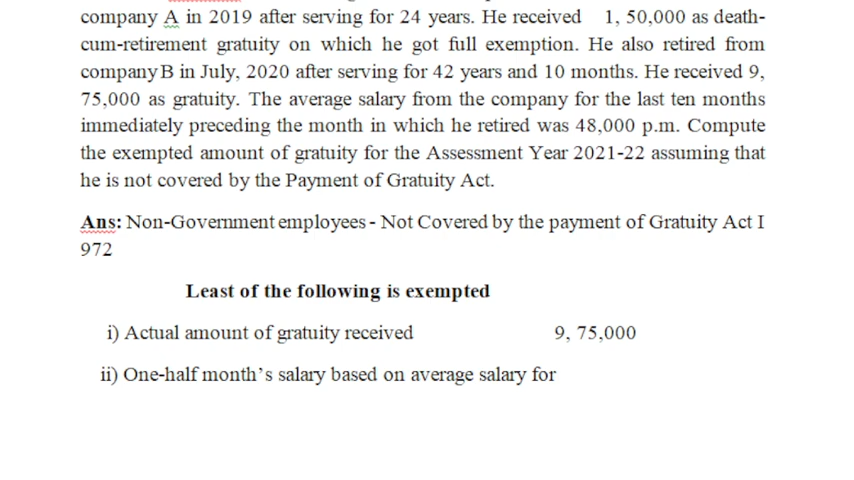 company A in 2019 after serving for 24 years. He received 1, 50,000 as death-
cum-retirement gratuity on which he got full exemption. He also retired from
company B in July, 2020 after serving for 42 years and 10 months. He received 9,
75,000 as gratuity. The average salary from the company for the last ten months
immediately preceding the month in which he retired was 48,000 p.m. Compute
the exempted amount of gratuity for the Assessment Year 2021-22 assuming that
he is not covered by the Payment of Gratuity Act.
Ans: Non-Government employees - Not Covered by the payment of Gratuity Act I
972
Least of the following is exempted
i) Actual amount of gratuity received 9, 75,000
ii) One-half month’s salary based on average salary for